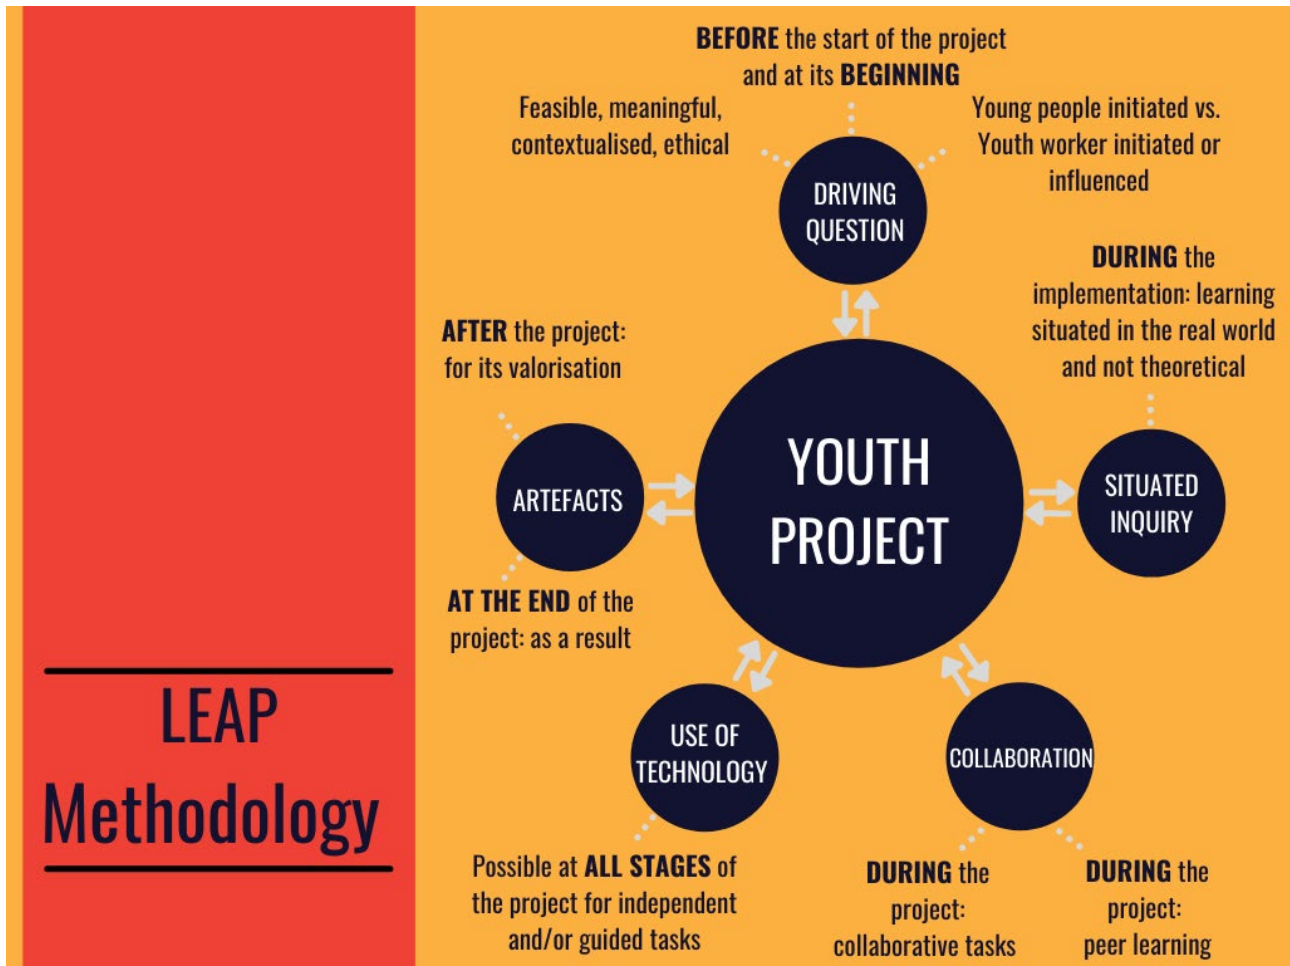 LEAP
Methodology
BEFORE the start of the project
and at its BEGINNING
Feasible, meaningful,
contextualised, ethical
Young people initiated vs.
Youth worker initiated or
influenced
DRIVING
QUESTION
DURING the
implementation: learning
situated in the real world
and not theoretical
SITUATED
INQUIRY
AFTER the project:
for its valorisation
ARTEFACTS
AT THE END of the
project: as a result
YOUTH
PROJECT
USE OF
TECHNOLOGY
Possible at ALL STAGES of
the project for independent
and/or guided tasks
COLLABORATION
DURING the
project:
collaborative tasks
DURING the
project:
peer learning